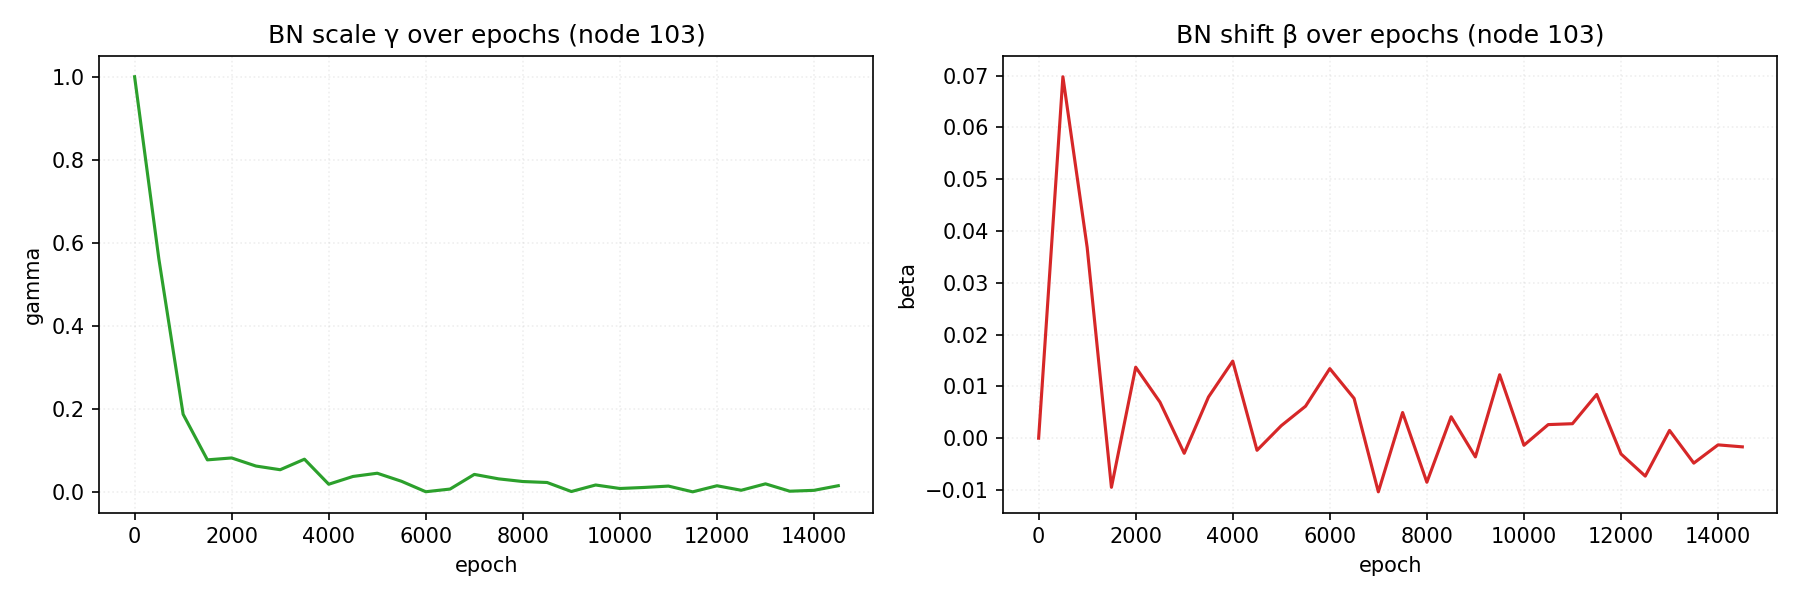 BN scale γ over epochs (node 103)
gamma
1.0
0.8
0.6
0.4
0.2
0.0
0 2000 4000 6000 8000 10000 12000 14000
epoch
BN shift β over epochs (node 103)
beta
0.07
0.06
0.05
0.04
0.03
0.02
0.01
0.00
−0.01
0 2000 4000 6000 8000 10000 12000 14000
epoch